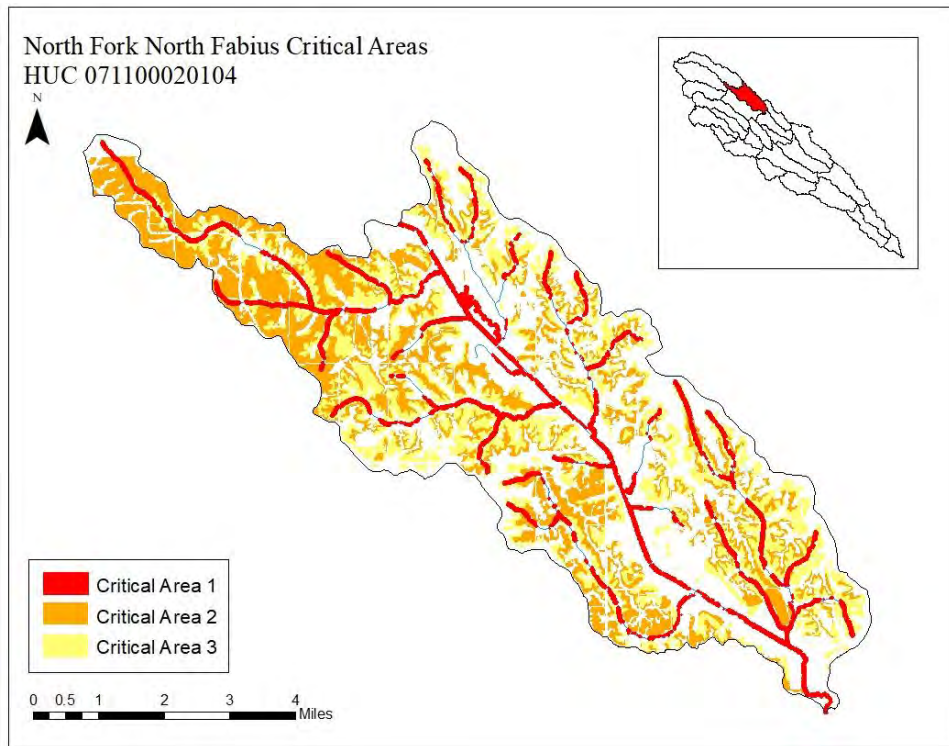 North Fork North Fabius Critical Areas
HUC 071100020104
N
Critical Area 1
Critical Area 2
Critical Area 3
0 0.5 1 2 3 4
Miles